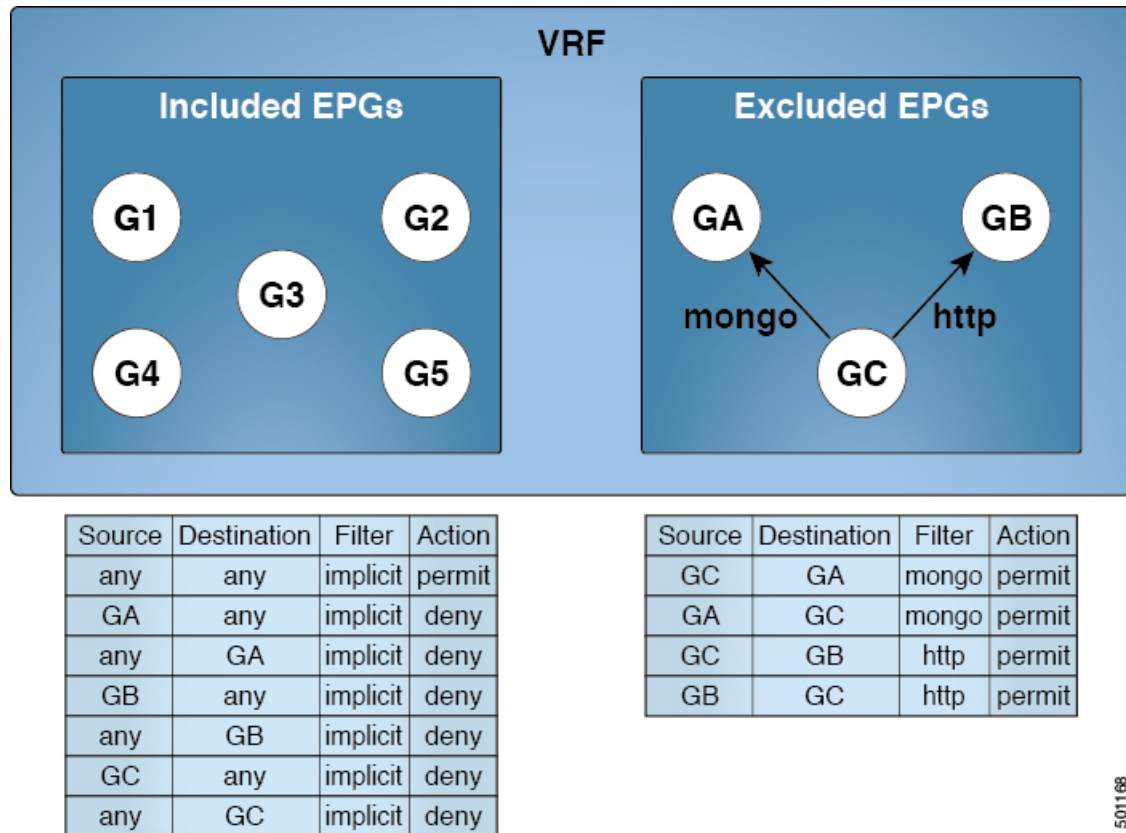 VRF
Included EPGs
G1
G2
G3
G4
G5
Excluded EPGs
GA
GB
mongo
http
GC
Source Destination Filter Action
any any implicit permit
GA any implicit deny
any GA implicit deny
GB any implicit deny
any GB implicit deny
GC any implicit deny
any GC implicit deny
Source Destination Filter Action
GC GA mongo permit
GA GC mongo permit
GC GB http permit
GB GC http permit
501168